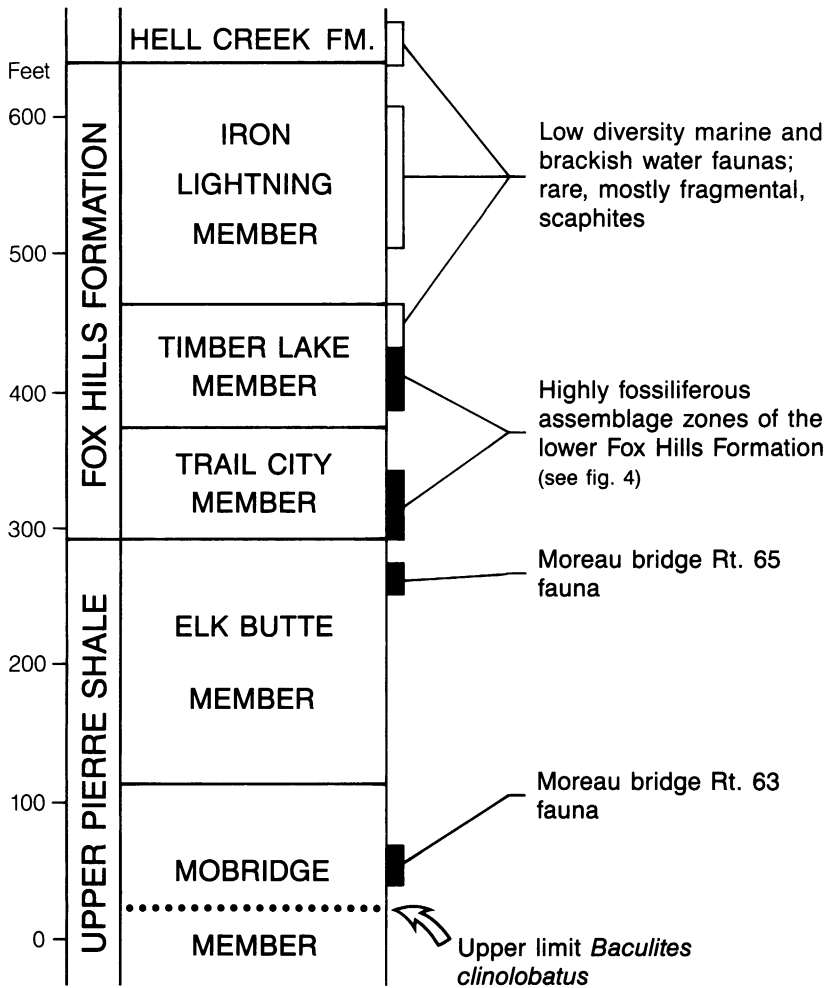 HELL CREEK FM.
Feet
600
IRON
LIGHTNING
MEMBER
500
TIMBER LAKE
MEMBER
400
TRAIL CITY
MEMBER
300
FOX HILLS FORMATION
ELK BUTTE
MEMBER
200
100
MOBRIDGE
MEMBER
0
UPPER PIERRE SHALE
Low diversity marine and
brackish water faunas;
rare, mostly fragmental,
scaphites
Highly fossiliferous
assemblage zones of the
lower Fox Hills Formation
(see fig. 4)
Moreau bridge Rt. 65
fauna
Moreau bridge Rt. 63
fauna
Upper limit Baculites
clinolobatus